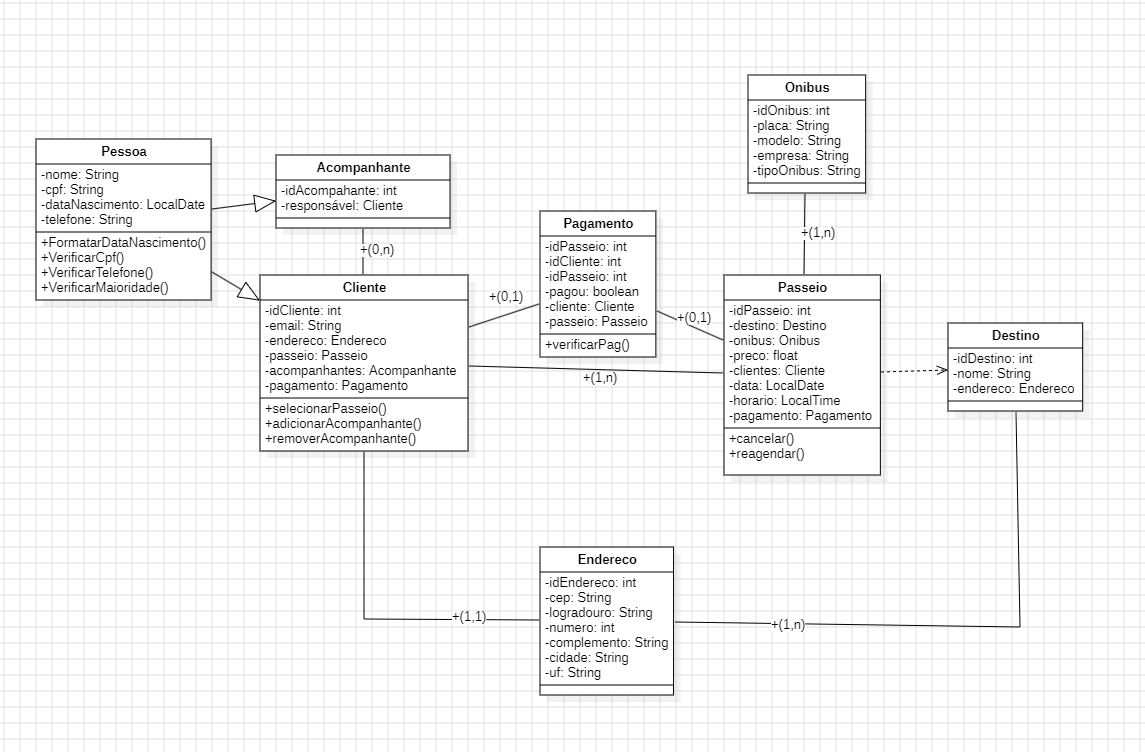 Pessoa
-nome: String
-cpf: String
-dataNascimento: LocalDate
-telefone: String
+FormatarDataNascimento()
+VerificarCpf()
+VerificarTelefone()
+VerificarMaioridade()
Acompanhante
-idAcompahante: int
-responsável: Cliente
+(0,n)
Cliente
-idCliente: int
-email: String
-endereco: Endereco
-passeio: Passeio
-acompanhantes: Acompanhante
-pagamento: Pagamento
+selecionarPasseio()
+adicionarAcompanhante()
+removerAcompanhante()
+(0,1)
Pagamento
-idPasseio: int
-idCliente: int
-idPasseio: int
-pagou: boolean
-cliente: Cliente
-passeio: Passeio
+verificarPag()
+(0,1)
+(1,n)
Onibus
-idOnibus: int
-placa: String
-modelo: String
-empresa: String
-tipoOnibus: String
+(1,n)
Passeio
-idPasseio: int
-destino: Destino
-onibus: Onibus
-preco: float
-clientes: Cliente
-data: LocalDate
-horario: LocalTime
-pagamento: Pagamento
+cancelar()
+reagendar()
Destino
-idDestino: int
-nome: String
-endereco: Endereco
+(1,1)
Endereco
-idEndereco: int
-cep: String
-logradouro: String
-numero: int
-complemento: String
-cidade: String
-uf: String
+(1,n)